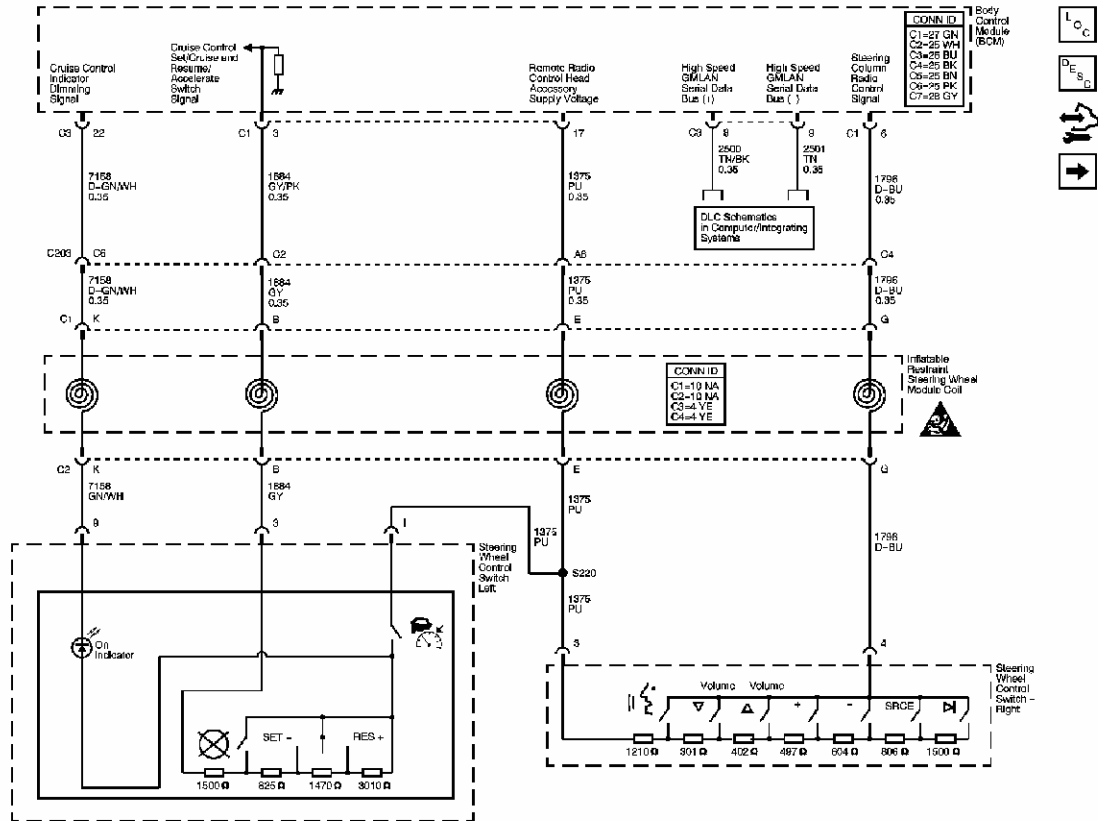 Body
Control
Module
(BCM)
CONN ID
C1=27 GN
C2=25 WH
C3=26 BU
C4=25 BK
C5=25 BN
C6=25 PK
C7=28 GY
L
O
C
D
E
S
C
Cruise Control
Indicator
Dimming
Signal
Cruise Control
Set/Cruise and
Resume/
Accelerate
Switch
Signal
Remote Radio
Control Head
Accessory
Supply Voltage
High Speed
GMLAN
Serial Data
Bus (+)
High Speed
GMLAN
Serial Data
Bus (-)
Steering
Column
Radio
Control
Signal
C3 22
C1 3
17
C3 8
9
C1 6
7158
D-GN/WH
0.35
1884
GY/PK
0.35
1375
PU
0.35
2500
TN/BK
0.35
2501
TN
0.35
1796
D-BU
0.35
DLC Schematics
in Computer/Integrating
Systems
C203 C6
C2
A6
C4
7158
D-GN/WH
0.35
1884
GY
0.35
1375
PU
0.35
1796
D-BU
0.35
C1 K
B
E
G
CONN ID
C1=10 NA
C2=10 NA
C3=4 YE
C4=4 YE
Inflatable
Restraint
Steering Wheel
Module Coil
C2 K
B
E
G
7158
GN/WH
1884
GY
1375
PU
9
3
1
1375
PU
1796
D-BU
S220
1375
PU
Steering
Wheel
Control
Switch
Left
On
Indicator
SET -
RES +
1500 Ω
825 Ω
1470 Ω
3010 Ω
4
Steering
Wheel
Control
Switch -
Right
Volume
Volume
+
-
SRCE
1210 Ω
301 Ω
402 Ω
497 Ω
604 Ω
806 Ω
1500 Ω